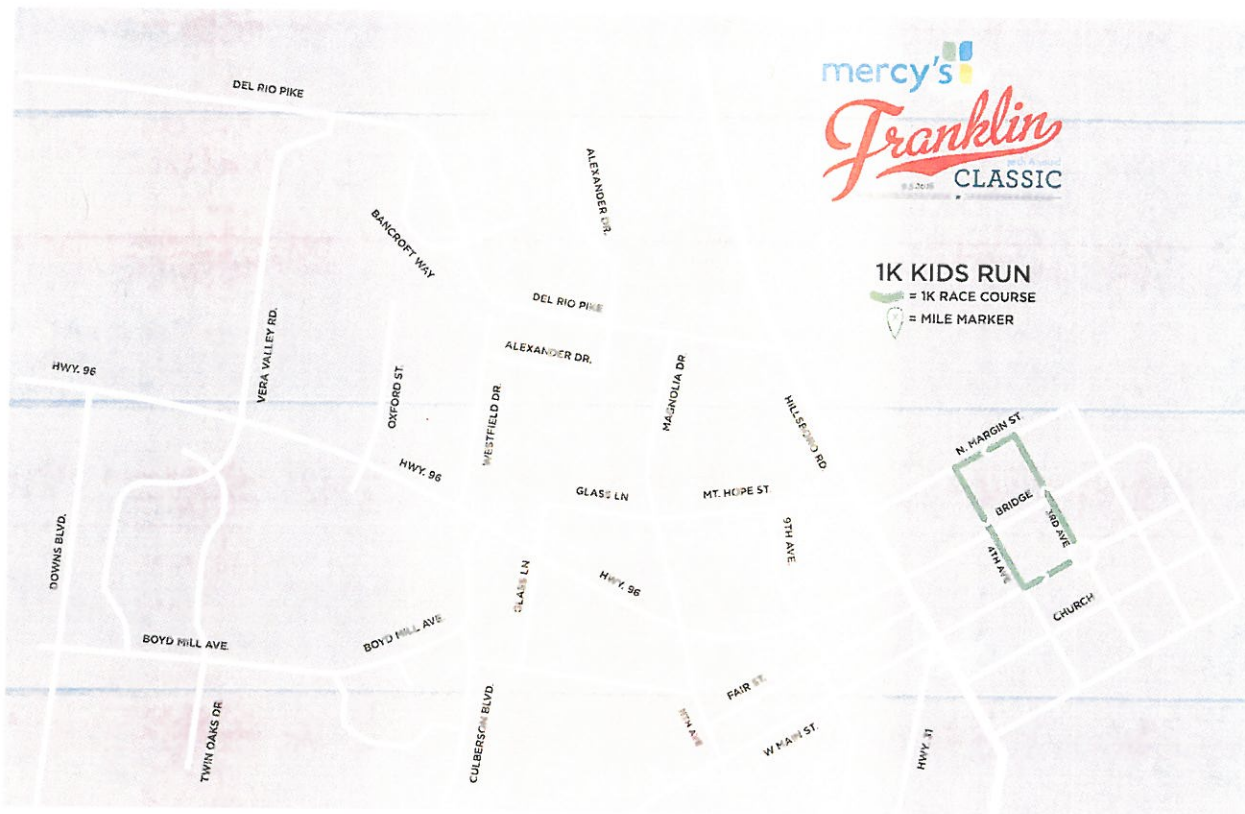 mercy's
Franklin
CLASSIC
1K KIDS RUN
= 1K RACE COURSE
= MILE MARKER
DEL RIO PIKE
ALEXANDER DR.
BANCROFT WAY
DEL RIO PIKE
ALEXANDER DR.
VERA VALLEY RD.
HWY. 96
OXFORD ST.
WESTFIELD DR.
MAGNOLIA DR
HILLSBORO RD
N. MARGIN ST.
HWY. 96
GLASS LN
MT. HOPE ST.
BRIDGE
3RD AVE
9TH AVE
4TH AVE
DOWNS BLVD.
GLASS LN
HWY. 96
CHURCH
BOYD MILL AVE.
BOYD MILL AVE.
FAIR ST.
TWIN OAKS DR
CULBERSON BLVD.
11TH AVE
W MAIN ST.
HWY 31